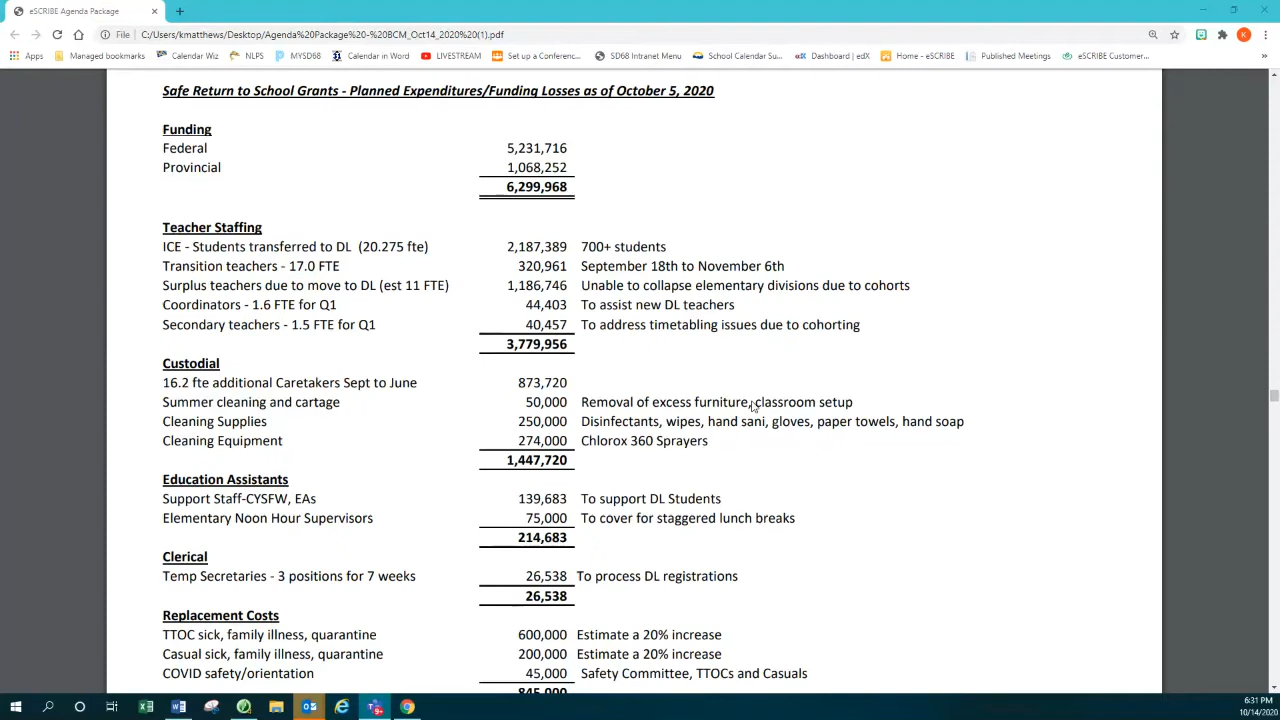 eSCRIBE Agenda Package
File | C:/Users/kmatthews/Desktop/Agenda%20Package%20-%20BCM_Oct14_2020%20(1).pdf
K
Apps Managed bookmarks Calendar Wiz NLPS MYSD68 Calendar in Word LIVESTREAM Set up a Conferenc... SD68 Intranet Menu School Calendar Su... Dashboard | edX Home - eSCRIBE Published Meetings eSCRIBE Customer... »
Safe Return to School Grants - Planned Expenditures/Funding Losses as of October 5, 2020
Funding
Federal 5,231,716
Provincial 1,068,252
6,299,968
Teacher Staffing
ICE - Students transferred to DL (20.275 fte) 2,187,389 700+ students
Transition teachers - 17.0 FTE 320,961 September 18th to November 6th
Surplus teachers due to move to DL (est 11 FTE) 1,186,746 Unable to collapse elementary divisions due to cohorts
Coordinators - 1.6 FTE for Q1 44,403 To assist new DL teachers
Secondary teachers - 1.5 FTE for Q1 40,457 To address timetabling issues due to cohorting
3,779,956
Custodial
16.2 fte additional Caretakers Sept to June 873,720
Summer cleaning and cartage 50,000 Removal of excess furniture, classroom setup
Cleaning Supplies 250,000 Disinfectants, wipes, hand sani, gloves, paper towels, hand soap
Cleaning Equipment 274,000 Chlorox 360 Sprayers
1,447,720
Education Assistants
Support Staff-CYSFW, EAs 139,683 To support DL Students
Elementary Noon Hour Supervisors 75,000 To cover for staggered lunch breaks
214,683
Clerical
Temp Secretaries - 3 positions for 7 weeks 26,538 To process DL registrations
26,538
Replacement Costs
TTOC sick, family illness, quarantine 600,000 Estimate a 20% increase
Casual sick, family illness, quarantine 200,000 Estimate a 20% increase
COVID safety/orientation 45,000 Safety Committee, TTOCs and Casuals
845,000
6:31 PM
10/14/2020